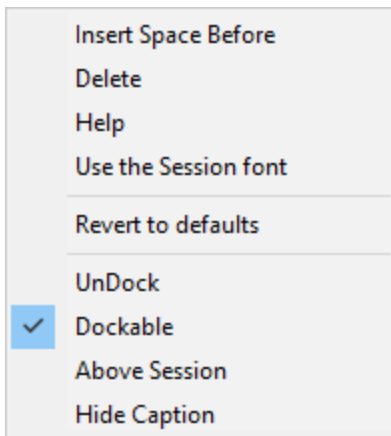 Insert Space Before
Delete
Help
Use the Session font
Revert to defaults
UnDock
Dockable
Above Session
Hide Caption